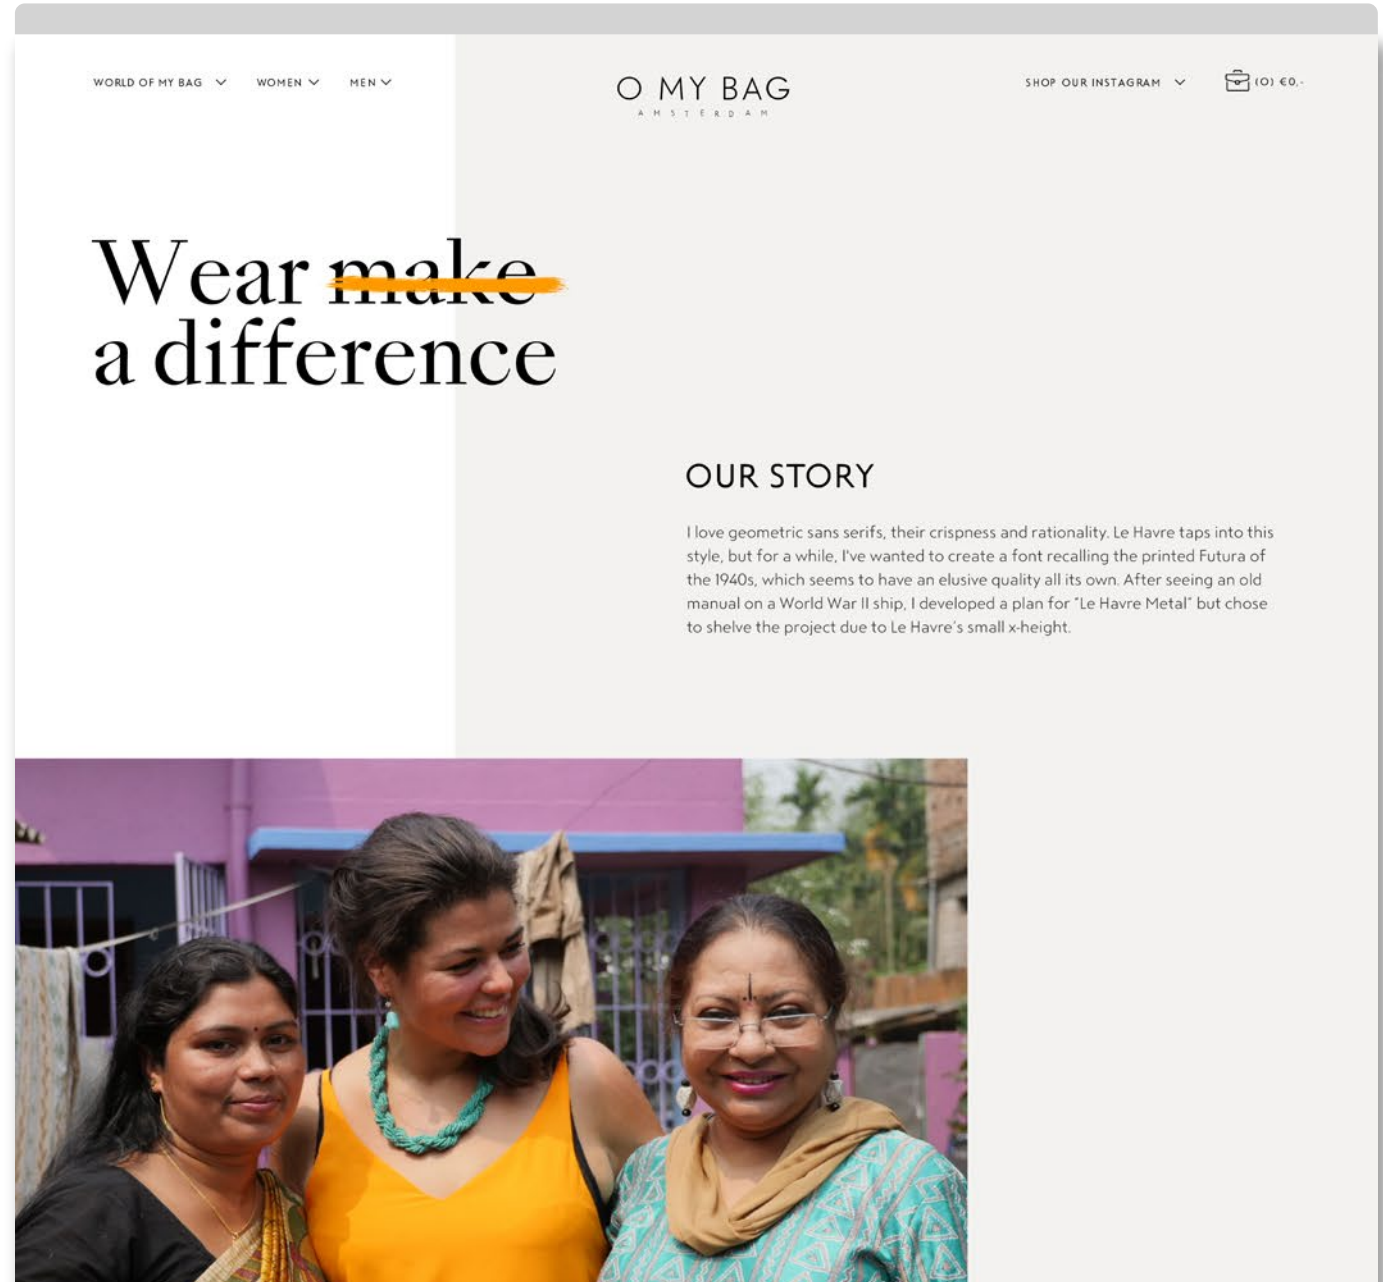 WORLD OF MY BAG
WOMEN
MEN
O MY BAG
AMSTERDAM
SHOP OUR INSTAGRAM
(0) €0,-
Wear make
a difference
OUR STORY
I love geometric sans serifs, their crispness and rationality. Le Havre taps into this
style, but for a while, I've wanted to create a font recalling the printed Futura of
the 1940s, which seems to have an elusive quality all its own. After seeing an old
manual on a World War II ship, I developed a plan for "Le Havre Metal" but chose
to shelve the project due to Le Havre's small x-height.